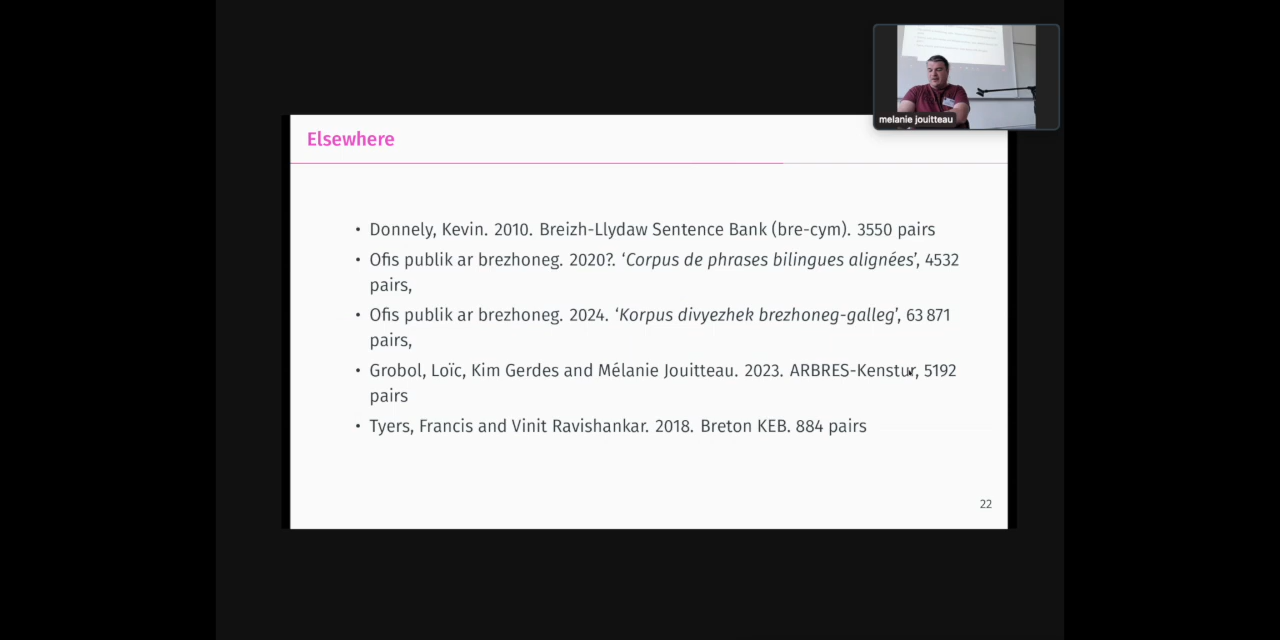 melanie jouitteau
Elsewhere
• Donnely, Kevin. 2010. Breizh-Llydaw Sentence Bank (bre-cym). 3550 pairs
• Ofis publik ar brezhoneg. 2020?. ‘Corpus de phrases bilingues alignées’, 4532
pairs,
• Ofis publik ar brezhoneg. 2024. ‘Korpus divyezhek brezhoneg-galleg’, 63 871
pairs,
• Grobol, Loïc, Kim Gerdes and Mélanie Jouitteau. 2023. ARBRES-Kenstur, 5192
pairs
• Tyers, Francis and Vinit Ravishankar. 2018. Breton KEB. 884 pairs
22